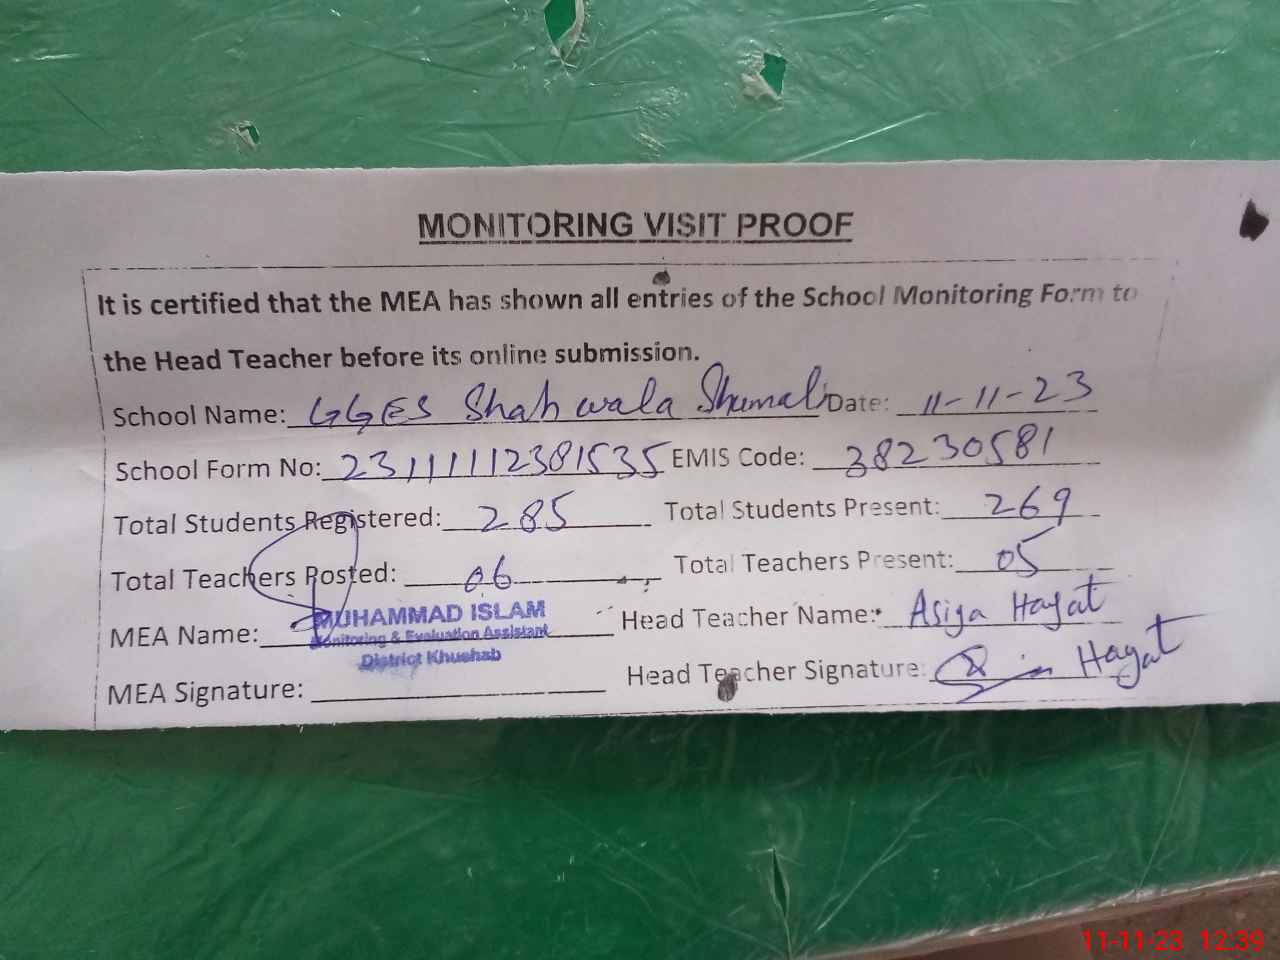 MONITORING VISIT PROOF
It is certified that the MEA has shown all entries of the School Monitoring Form to
the Head Teacher before its online submission.
School Name: GGES Shah wala Shumali Date: 11-11-23
School Form No: 231111112381535 EMIS Code: 38230581
Total Students Registered: 285 Total Students Present: 269
Total Teachers Posted: 06 Total Teachers Present: 05
MEA Name: MUHAMMAD ISLAM Head Teacher Name: Asiya Hayat
Monitoring & Evaluation Assistant
District Khushab
MEA Signature: Head Teacher Signature: Hayat
11-11-23 12:39